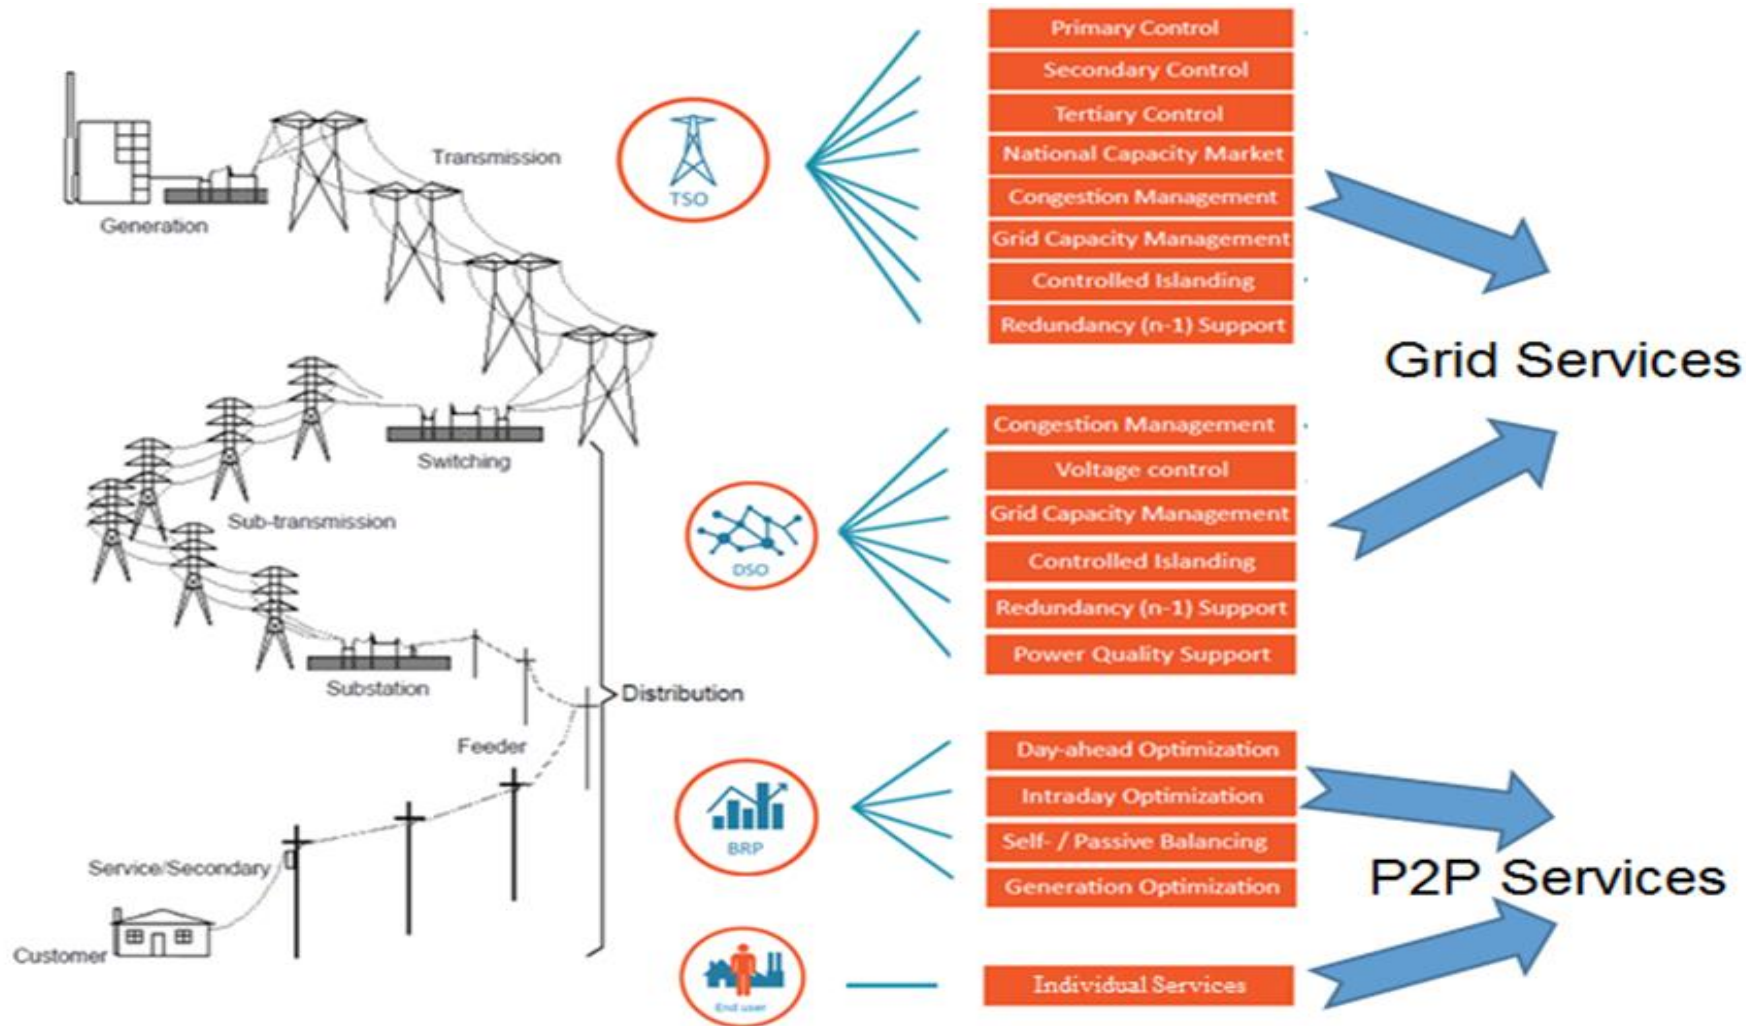 Generation
Transmission
Switching
Sub-transmission
Substation
Distribution
Feeder
Service/Secondary
Customer
TSO
Primary Control
Secondary Control
Tertiary Control
National Capacity Market
Congestion Management
Grid Capacity Management
Controlled Islanding
Redundancy (n-1) Support
DSO
Congestion Management
Voltage control
Grid Capacity Management
Controlled Islanding
Redundancy (n-1) Support
Power Quality Support
Grid Services
BRP
Day-ahead Optimization
Intraday Optimization
Self- / Passive Balancing
Generation Optimization
End user
Individual Services
P2P Services